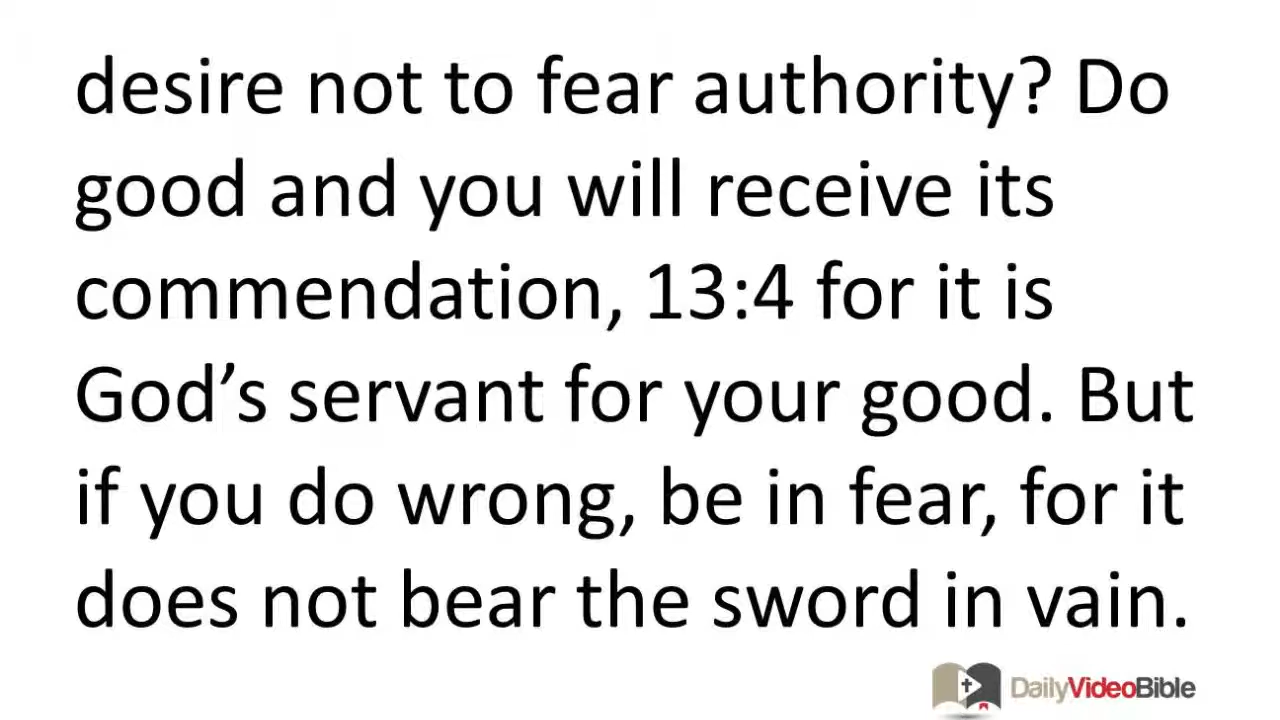 desire not to fear authority? Do
good and you will receive its
commendation, 13:4 for it is
God’s servant for your good. But
if you do wrong, be in fear, for it
does not bear the sword in vain.
DailyVideoBible